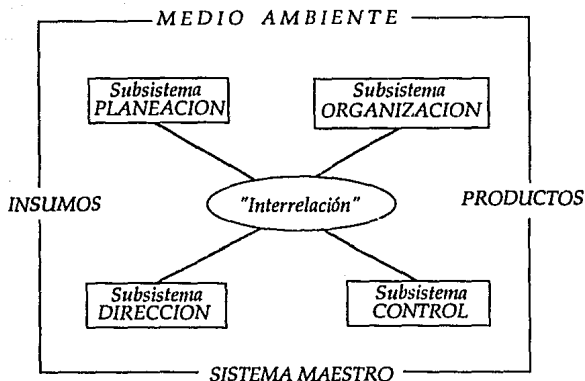 MEDIO AMBIENTE
Subsistema
PLANEACION
Subsistema
ORGANIZACION
INSUMOS
"Interrelación"
PRODUCTOS
Subsistema
DIRECCION
Subsistema
CONTROL
SISTEMA MAESTRO